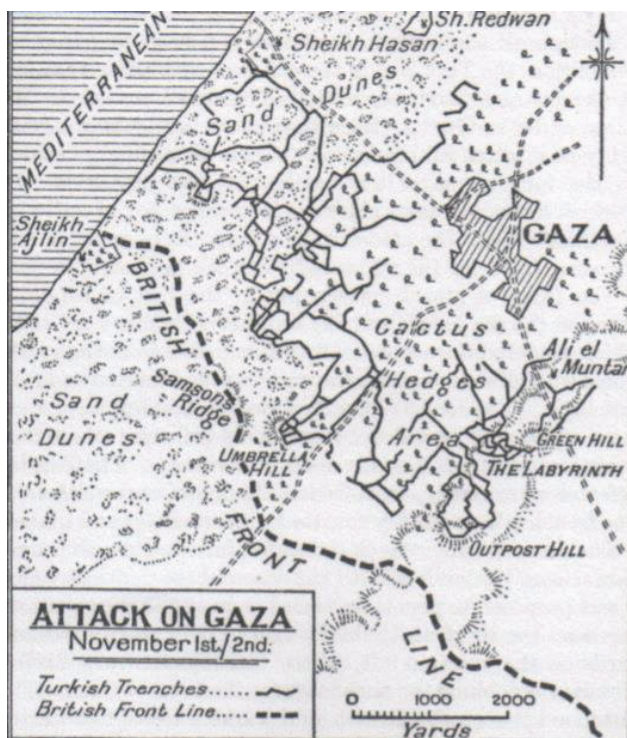 Sh. Redwan
Sheikh Hasan
Dunes
Sand
MEDITERRANEAN
Sheikh
Ajlin
GAZA
BRITISH
Cactus
Hedges
Area
Ali el
Muntar
Samsons
Ridge
Sand
Dunes
UMBRELLA
HILL
GREEN HILL
THE LABYRINTH
OUTPOST HILL
FRONT
LINE
ATTACK ON GAZA
November 1st./2nd.
Turkish Trenches
British Front Line
0 1000 2000
Yards